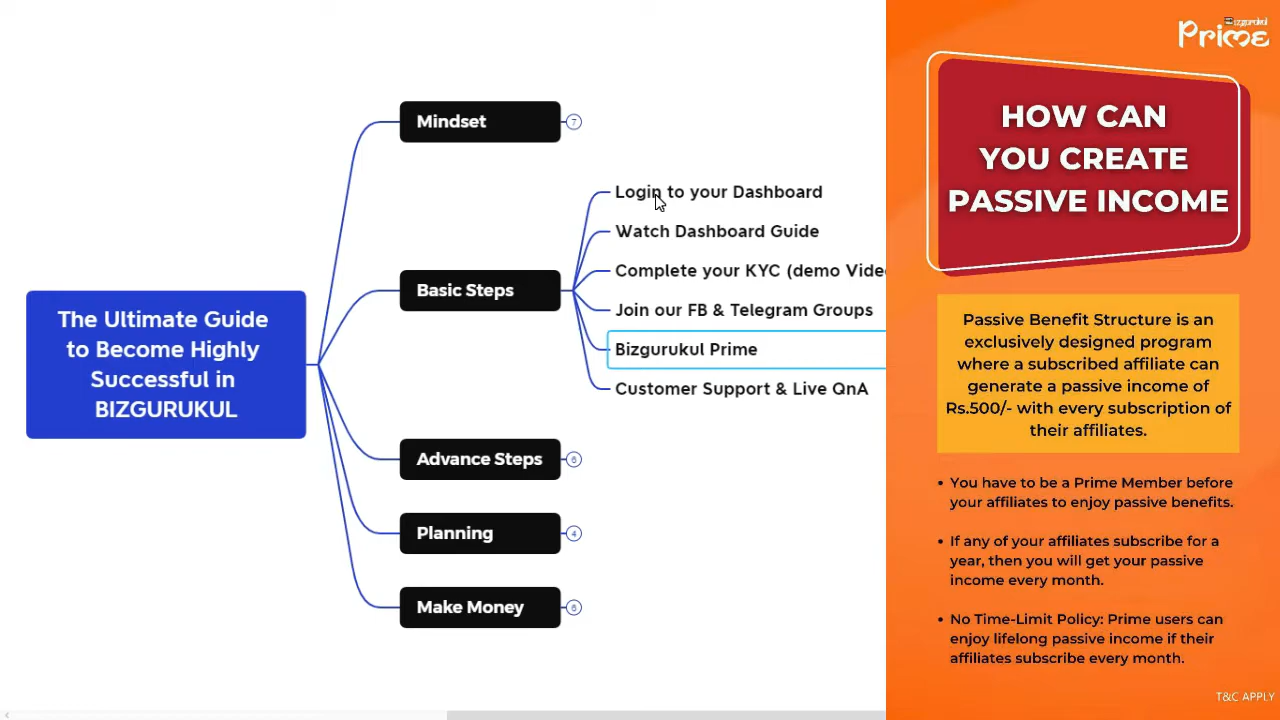 Mindset
7
Login to your Dashboard
Watch Dashboard Guide
Complete your KYC (demo Vide
Join our FB & Telegram Groups
Bizgurukul Prime
Customer Support & Live QnA
Basic Steps
The Ultimate Guide
to Become Highly
Successful in
BIZGURUKUL
Advance Steps
6
Planning
4
Make Money
6
Bizgurukul
Prime
HOW CAN
YOU CREATE
PASSIVE INCOME
Passive Benefit Structure is an
exclusively designed program
where a subscribed affiliate can
generate a passive income of
Rs.500/- with every subscription of
their affiliates.
• You have to be a Prime Member before
your affiliates to enjoy passive benefits.
• If any of your affiliates subscribe for a
year, then you will get your passive
income every month.
• No Time-Limit Policy: Prime users can
enjoy lifelong passive income if their
affiliates subscribe every month.
T&C APPLY